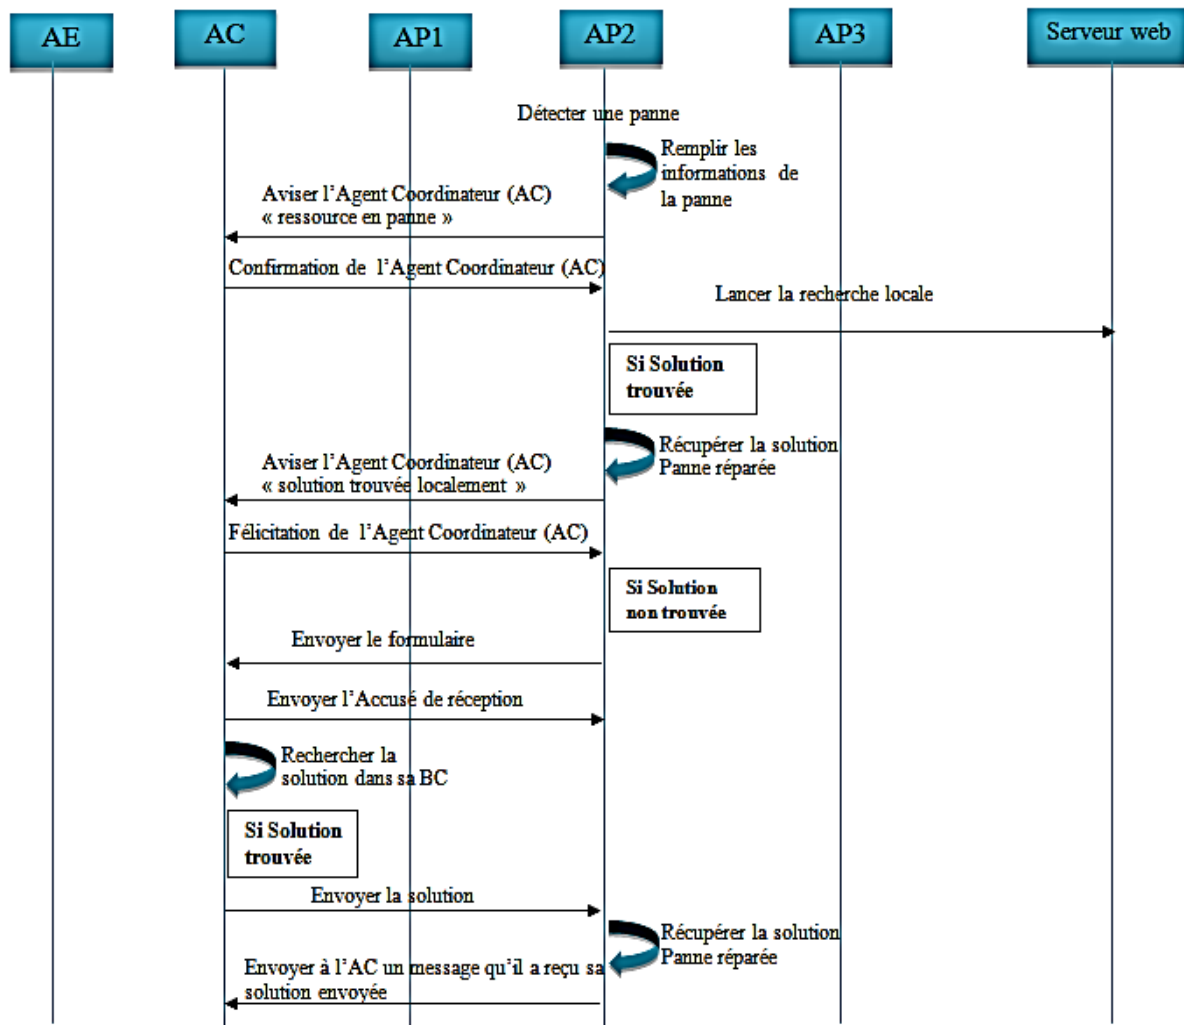 AE
AC
AP1
AP2
AP3
Serveur web
Détecter une panne
Remplir les
informations de
la panne
Aviser l'Agent Coordinateur (AC)
« ressource en panne »
Confirmation de l'Agent Coordinateur (AC)
Lancer la recherche locale
Si Solution
trouvée
Récupérer la solution
Panne réparée
Aviser l'Agent Coordinateur (AC)
« solution trouvée localement »
Félicitation de l'Agent Coordinateur (AC)
Si Solution
non trouvée
Envoyer le formulaire
Envoyer l'Accusé de réception
Rechercher la
solution dans sa BC
Si Solution
trouvée
Envoyer la solution
Récupérer la solution
Panne réparée
Envoyer à l'AC un message qu'il a reçu sa
solution envoyée